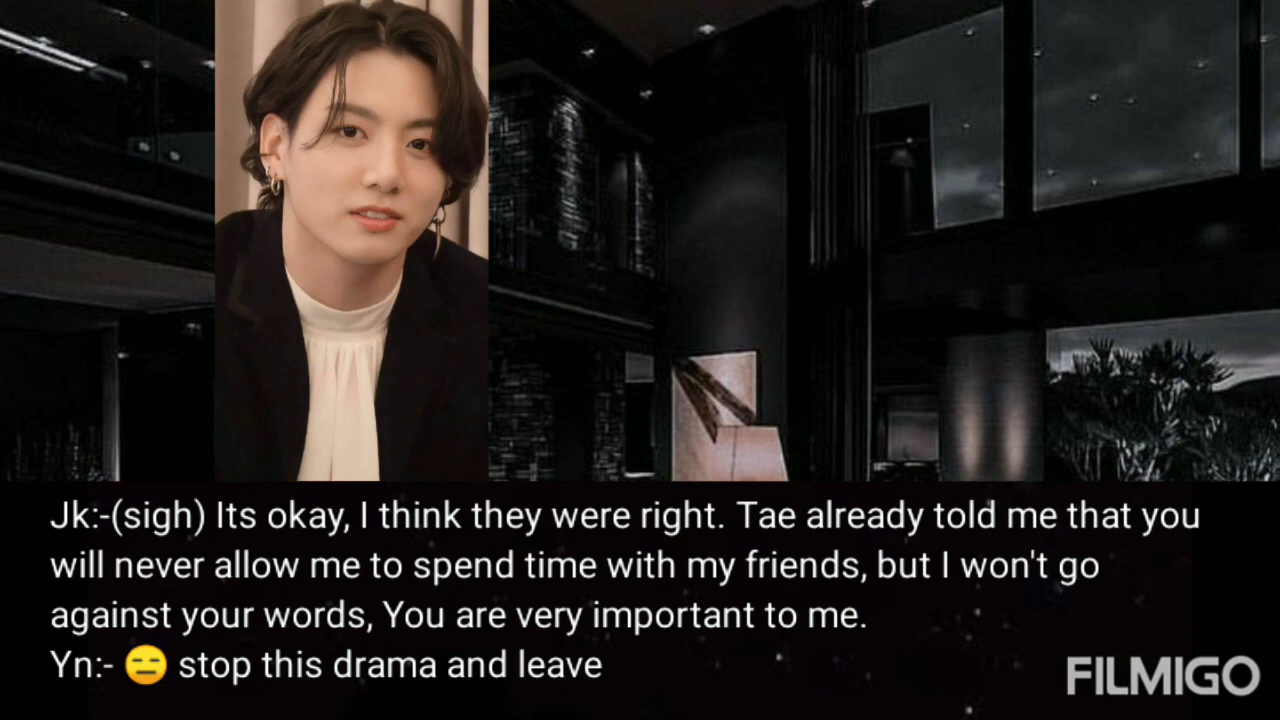 Jk:-(sigh) Its okay, I think they were right. Tae already told me that you
will never allow me to spend time with my friends, but I won't go
against your words, You are very important to me.
Yn:- 😑 stop this drama and leave
FILMIGO